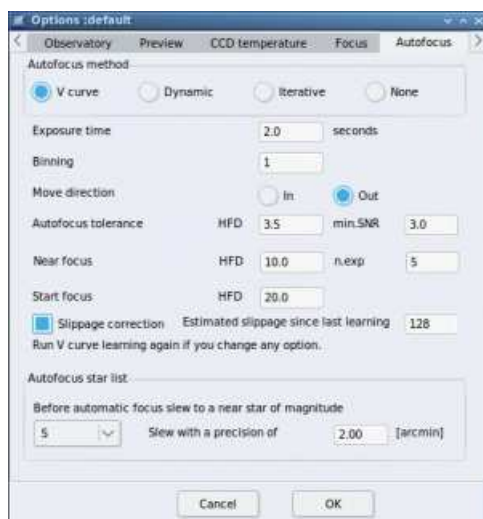 Options :default
Observatory Preview CCD temperature Focus Autofocus
Autofocus method
V curve Dynamic Iterative None
Exposure time 2.0 seconds
Binning 1
Move direction In Out
Autofocus tolerance HFD 3.5 min.SNR 3.0
Near focus HFD 10.0 n.exp 5
Start focus HFD 20.0
Slippage correction Estimated slippage since last learning 128
Run V curve learning again if you change any option.
Autofocus star list
Before automatic focus slew to a near star of magnitude
5 Slew with a precision of 2.00 [arcmin]
Cancel OK